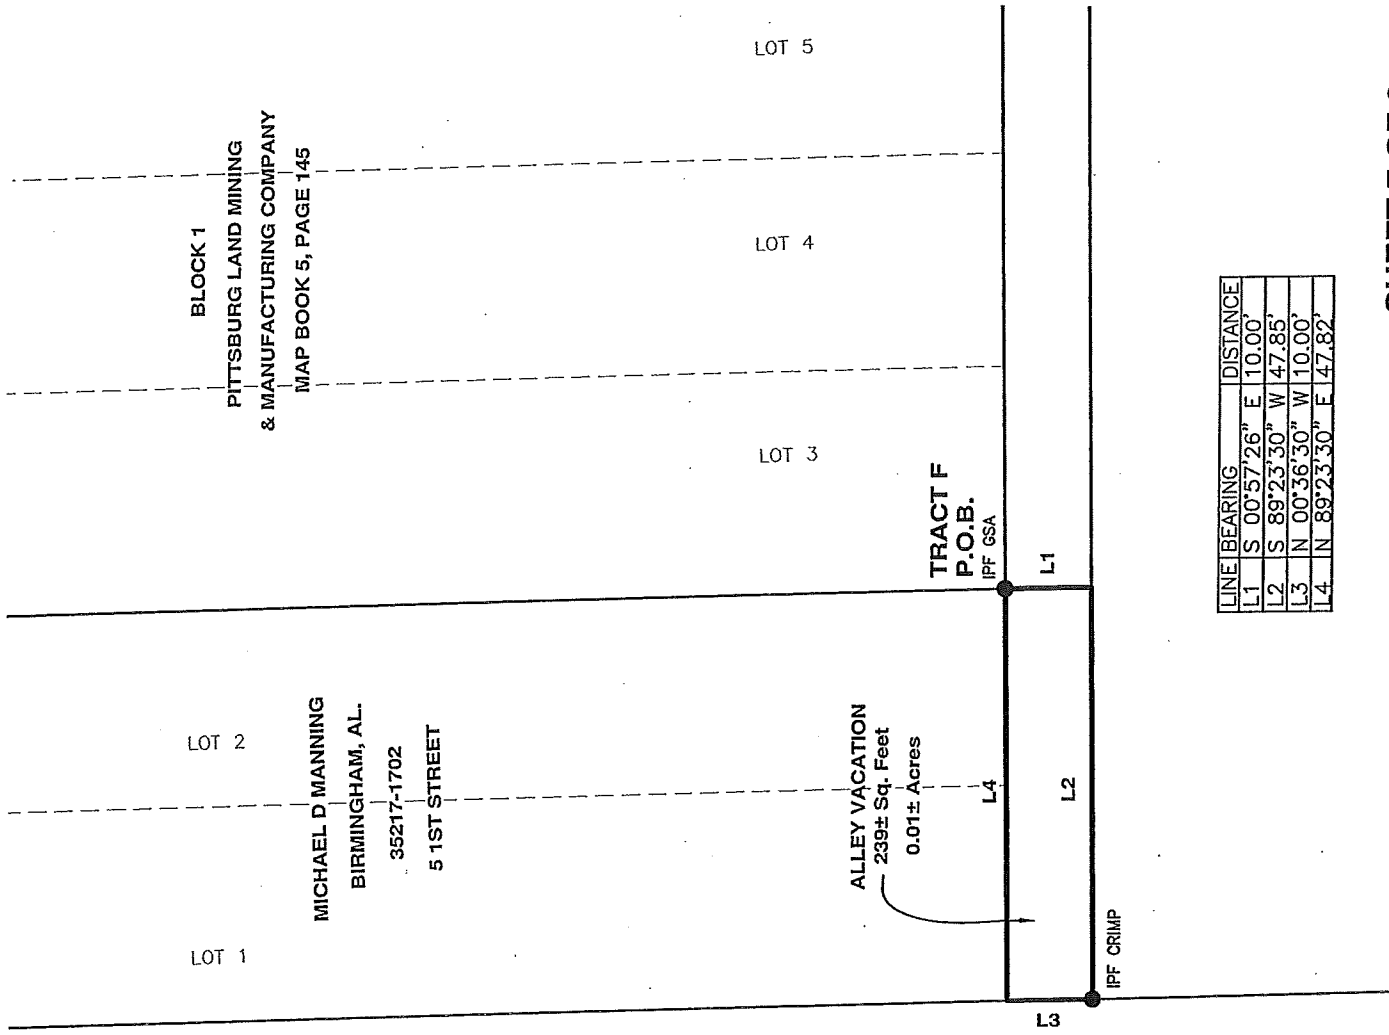 LOT 5
BLOCK 1
PITTSBURG LAND MINING
& MANUFACTURING COMPANY
MAP BOOK 5, PAGE 145
LOT 4
LOT 3
TRACT F
P.O.B.
IPF GSA
L1
LOT 2
MICHAEL D MANNING
BIRMINGHAM, AL.
35217-1702
5 1ST STREET
LOT 1
ALLEY VACATION
239± Sq. Feet
0.01± Acres
L4
L2
IPF CRIMP
L3
LINE BEARING DISTANCE
L1 S 00°57'26" E 10.00'
L2 S 89°23'30" W 47.85'
L3 N 00°36'30" W 10.00'
L4 N 89°23'30" E 47.82'